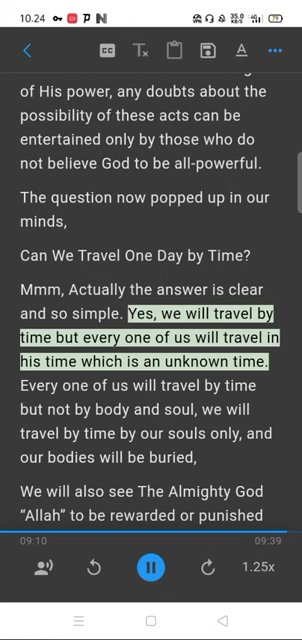 10.24
35.0
KB/S
4G
CC
of His power, any doubts about the
possibility of these acts can be
entertained only by those who do
not believe God to be all-powerful.
The question now popped up in our
minds,
Can We Travel One Day by Time?
Mmm, Actually the answer is clear
and so simple. Yes, we will travel by
time but every one of us will travel in
his time which is an unknown time.
Every one of us will travel by time
but not by body and soul, we will
travel by time by our souls only, and
our bodies will be buried,
We will also see The Almighty God
“Allah” to be rewarded or punished
09:10
09:39
1.25x